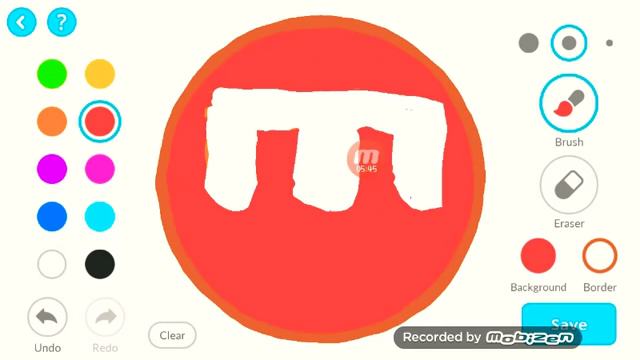 ?
m
05:45
Brush
Eraser
Background
Border
Undo
Redo
Clear
Save
Recorded by Mobizen